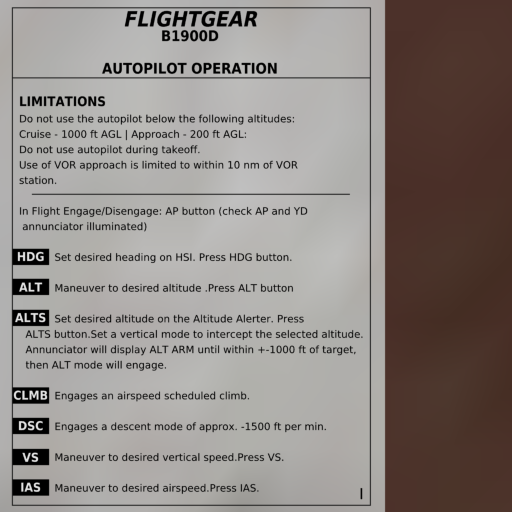 FLIGHTGEAR
B1900D
AUTOPILOT OPERATION
LIMITATIONS
Do not use the autopilot below the following altitudes:
Cruise - 1000 ft AGL | Approach - 200 ft AGL:
Do not use autopilot during takeoff.
Use of VOR approach is limited to within 10 nm of VOR
station.
In Flight Engage/Disengage: AP button (check AP and YD
annunciator illuminated)
HDG Set desired heading on HSI. Press HDG button.
ALT Maneuver to desired altitude .Press ALT button
ALTS Set desired altitude on the Altitude Alerter. Press
ALTS button.Set a vertical mode to intercept the selected altitude.
Annunciator will display ALT ARM until within +-1000 ft of target,
then ALT mode will engage.
CLMB Engages an airspeed scheduled climb.
DSC Engages a descent mode of approx. -1500 ft per min.
VS Maneuver to desired vertical speed.Press VS.
IAS Maneuver to desired airspeed.Press IAS.
I